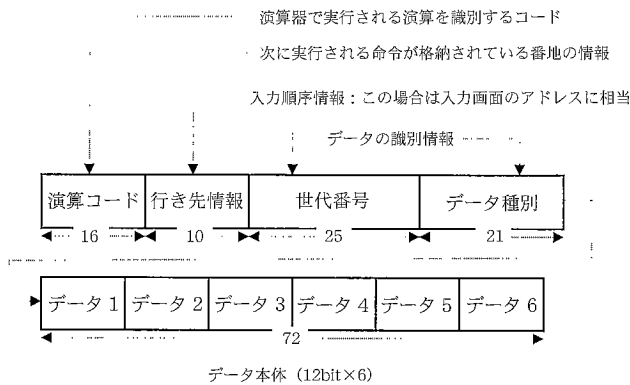 演算器で実行される演算を識別するコード
次に実行される命令が格納されている番地の情報
入力順序情報：この場合は入力画面のアドレスに相当
データの識別情報
演算コード 行き先情報 世代番号 データ種別
16 10 25 21
データ1 データ2 データ3 データ4 データ5 データ6
72
データ本体（12bit×6）